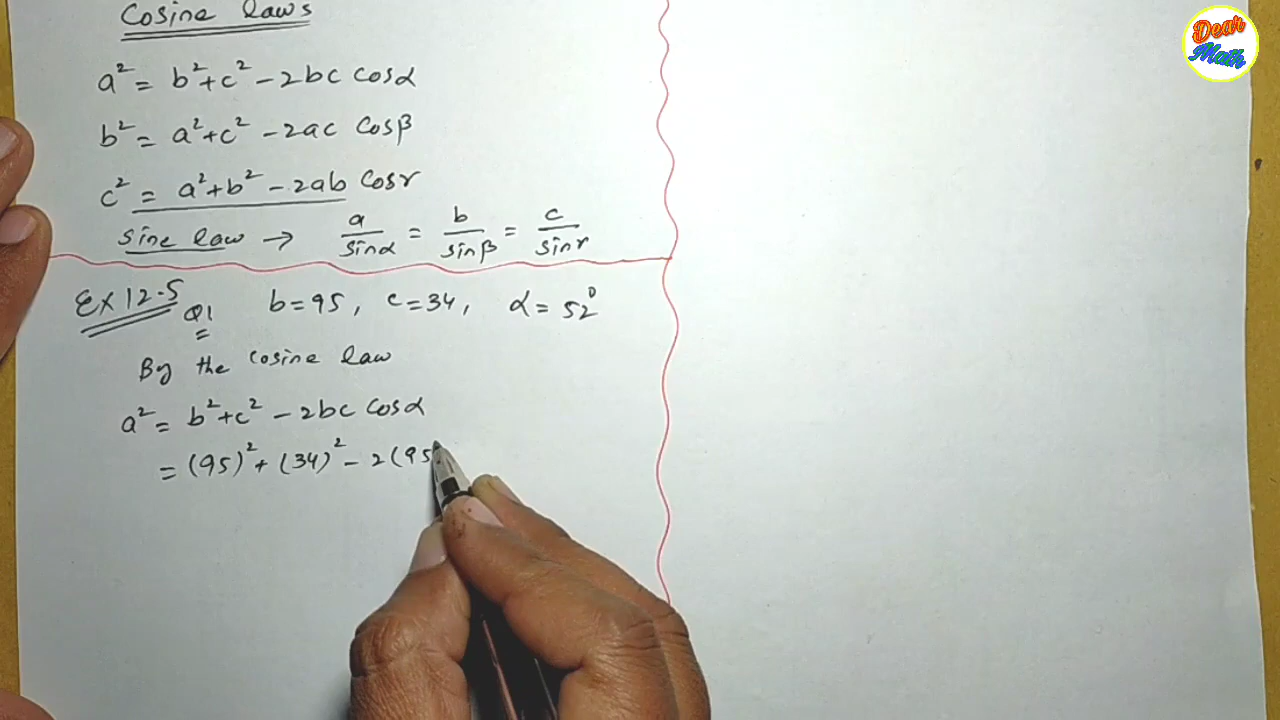 Cosine laws
a² = b² + c² - 2bc cosα
b² = a² + c² - 2ac cosβ
c² = a² + b² - 2ab cosγ
Sine law → a/sinα = b/sinβ = c/sinγ
Ex 12.5 Q1 b = 95, c = 34, α = 52°
By the cosine law
a² = b² + c² - 2bc cosα
= (95)² + (34)² - 2(95
Dear
Math